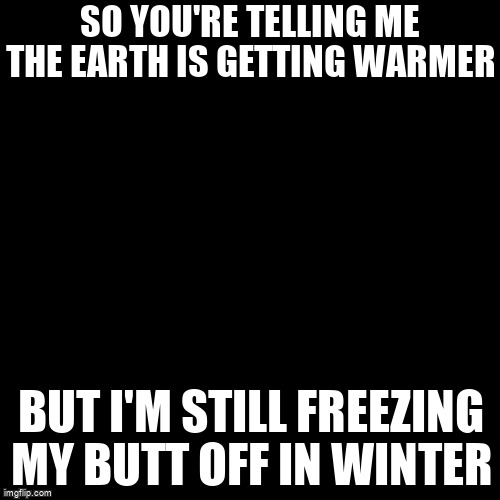 SO YOU'RE TELLING ME
THE EARTH IS GETTING WARMER
BUT I'M STILL FREEZING
MY BUTT OFF IN WINTER
imgflip.com